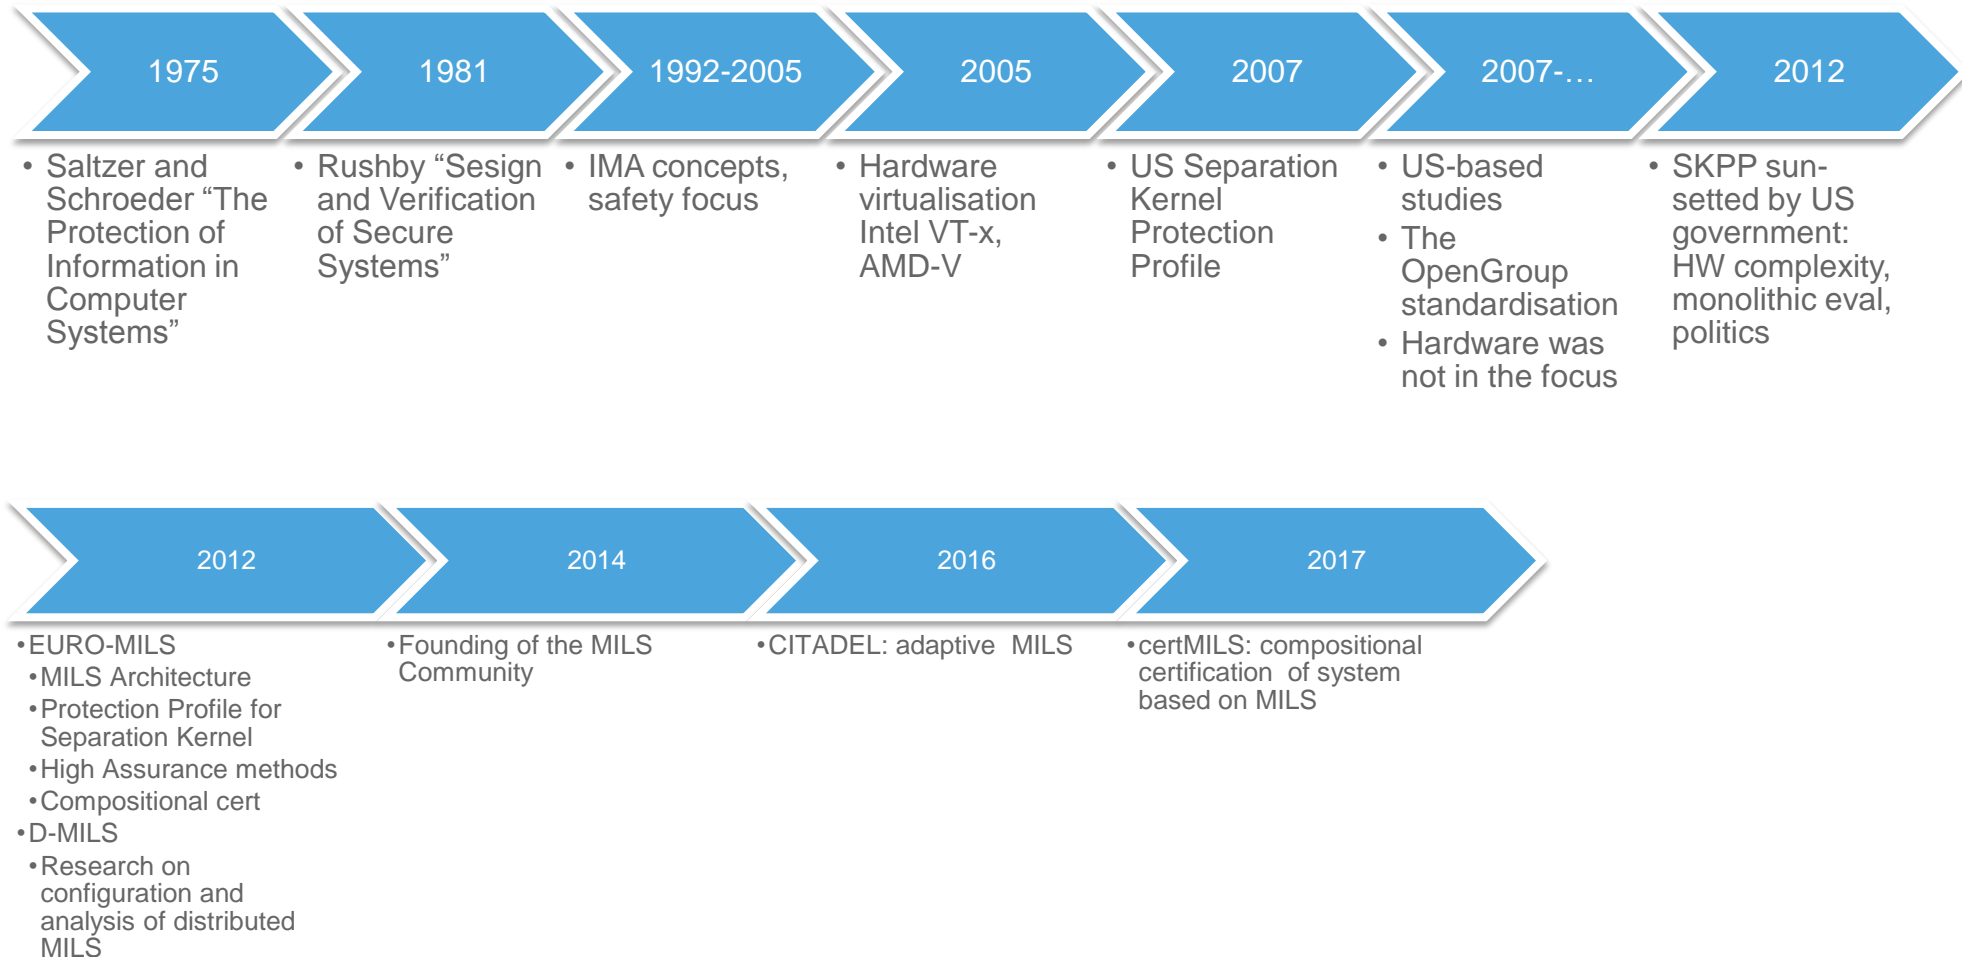 1975
1981
1992-2005
2005
2007
2007-…
2012
• Saltzer and
Schroeder “The
Protection of
Information in
Computer
Systems”
• Rushby “Sesign
and Verification
of Secure
Systems”
• IMA concepts,
safety focus
• Hardware
virtualisation
Intel VT-x,
AMD-V
• US Separation
Kernel
Protection
Profile
• US-based
studies
• The
OpenGroup
standardisation
• Hardware was
not in the focus
• SKPP sun-
setted by US
government:
HW complexity,
monolithic eval,
politics
2012
2014
2016
2017
•EURO-MILS
•MILS Architecture
•Protection Profile for
Separation Kernel
•High Assurance methods
•Compositional cert
•D-MILS
•Research on
configuration and
analysis of distributed
MILS
•Founding of the MILS
Community
•CITADEL: adaptive MILS
•certMILS: compositional
certification of system
based on MILS